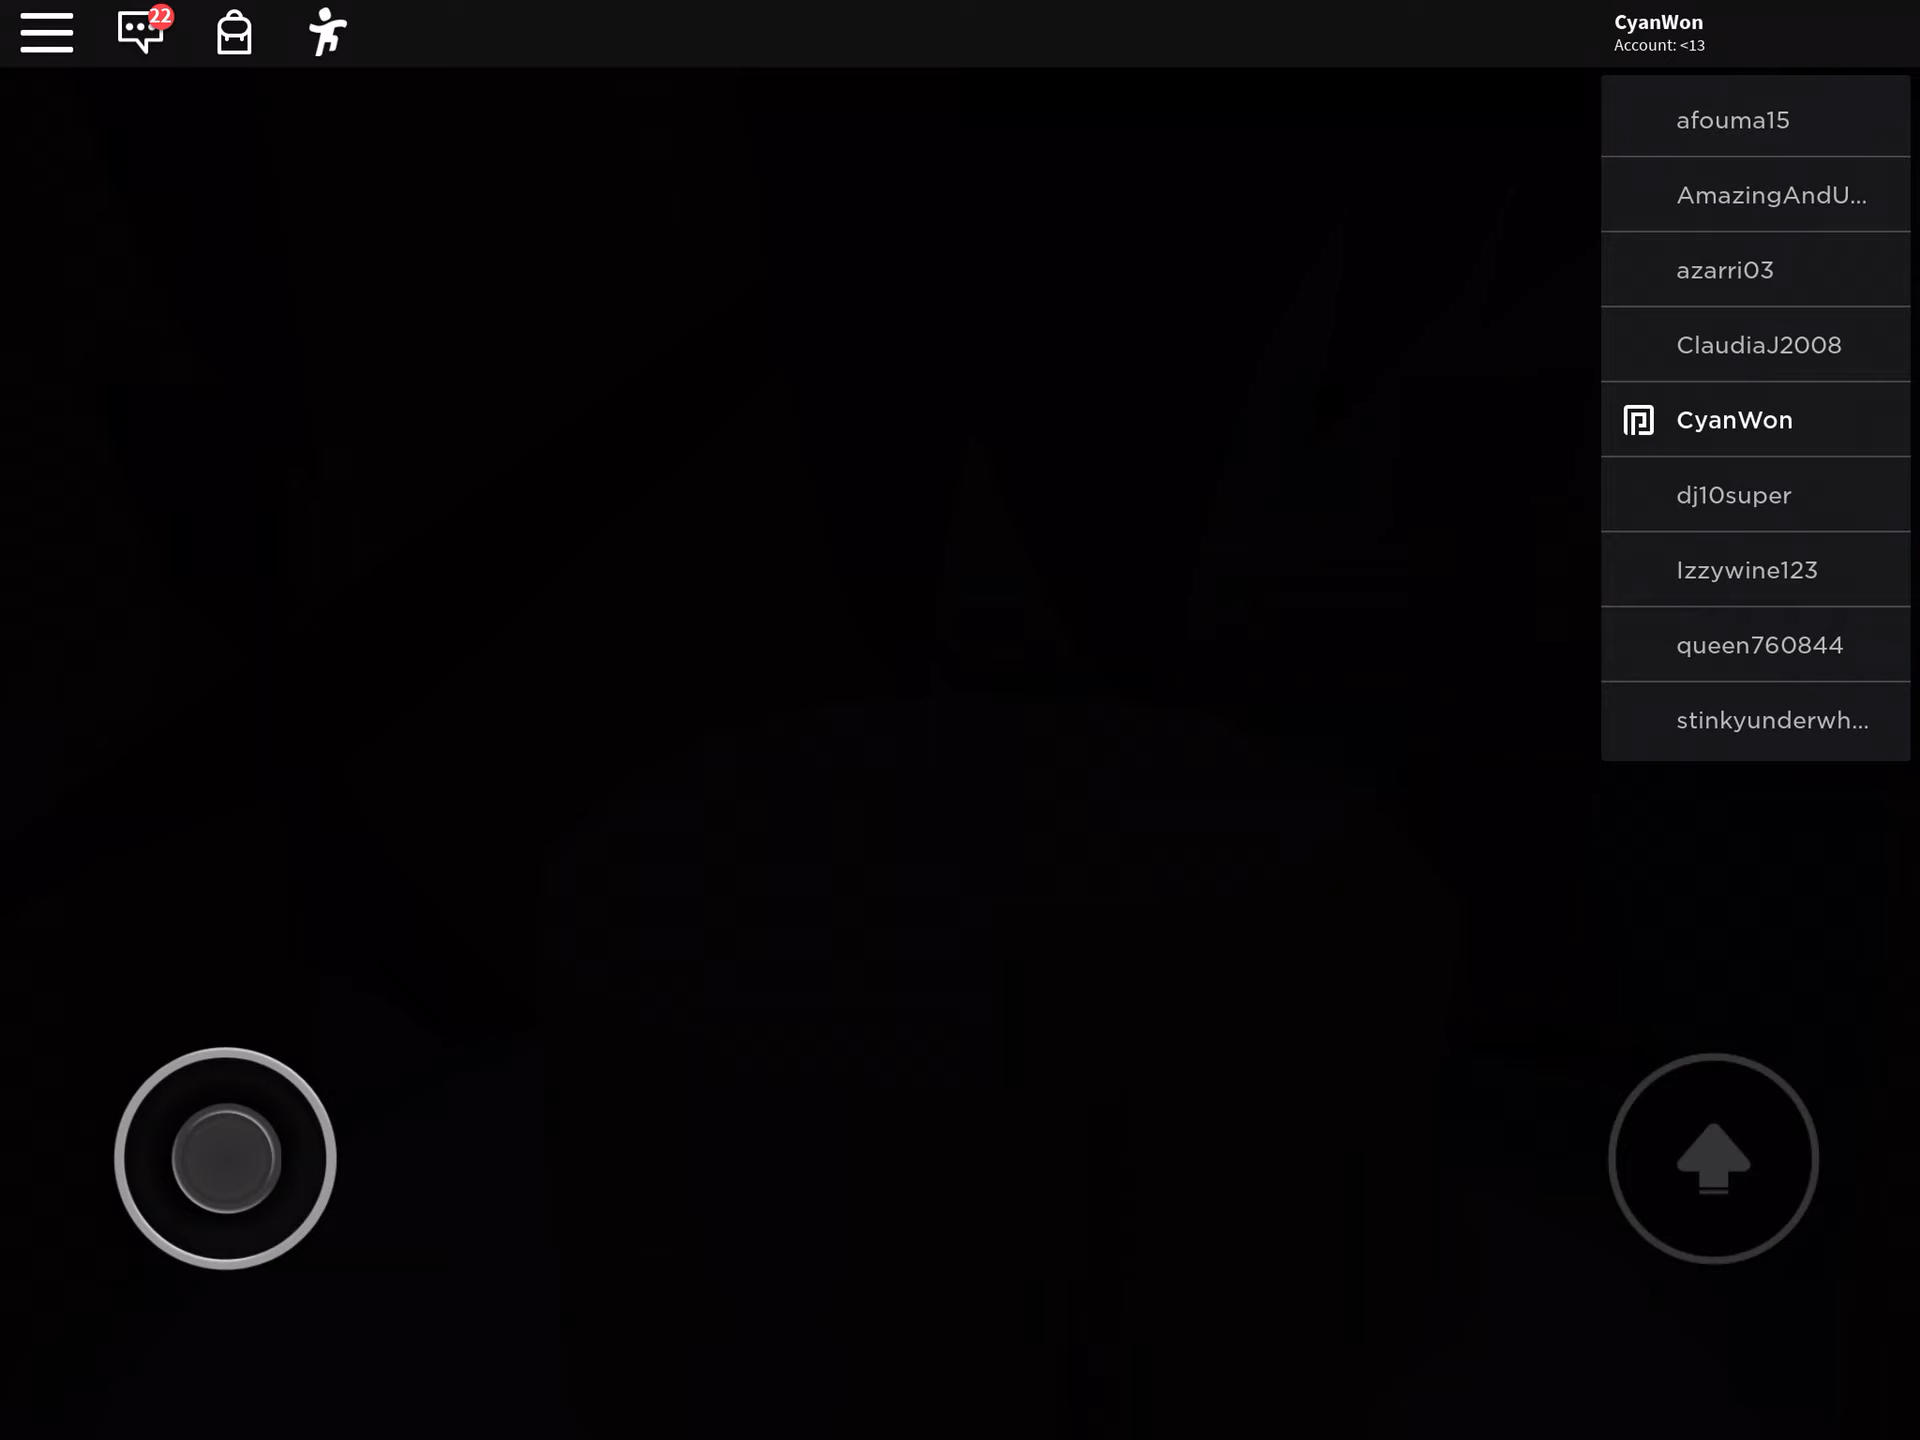 22
CyanWon
Account: <13
afouma15
AmazingAndU...
azarri03
ClaudiaJ2008
CyanWon
dj10super
Izzywine123
queen760844
stinkyunderwh...